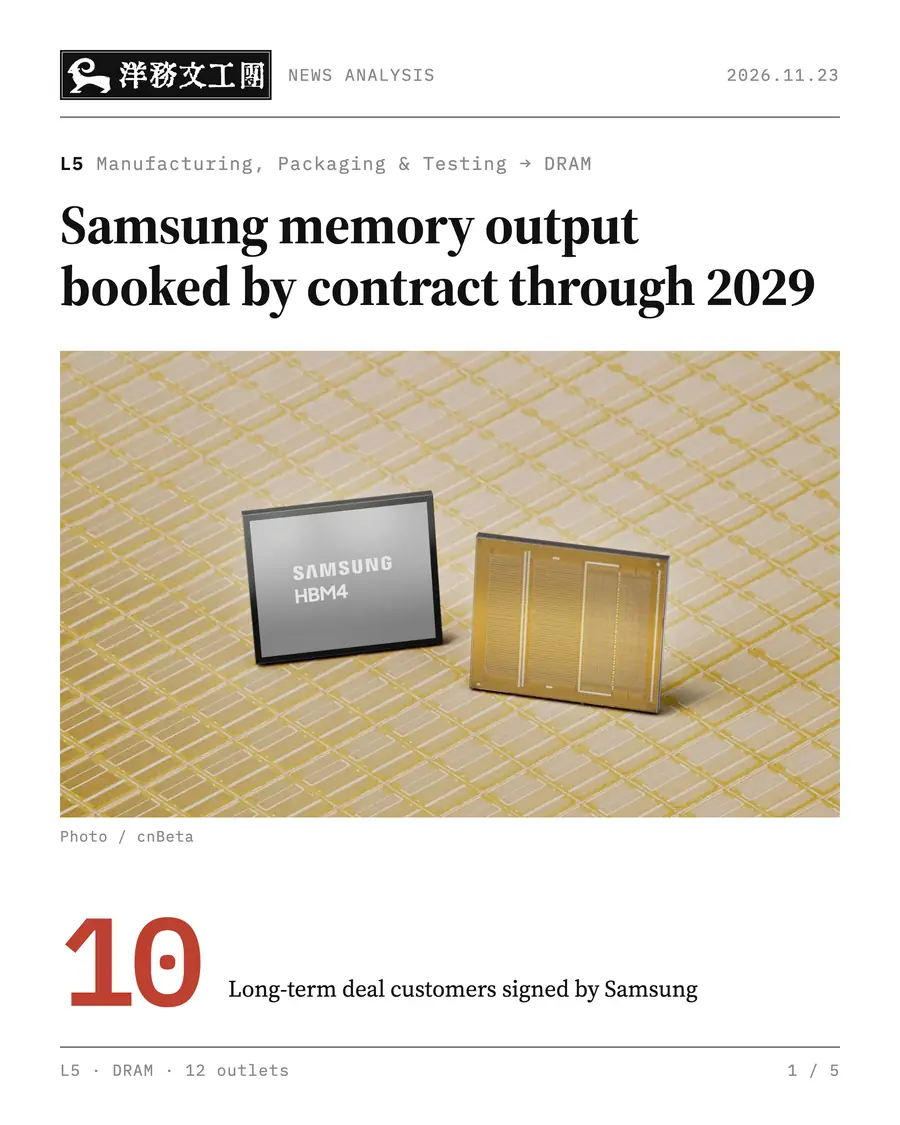 洋務文工團 NEWS ANALYSIS 2026.11.23
L5 Manufacturing, Packaging & Testing → DRAM
Samsung memory output
booked by contract through 2029
SAMSUNG
HBM4
Photo / cnBeta
10 Long-term deal customers signed by Samsung
L5 · DRAM · 12 outlets 1 / 5